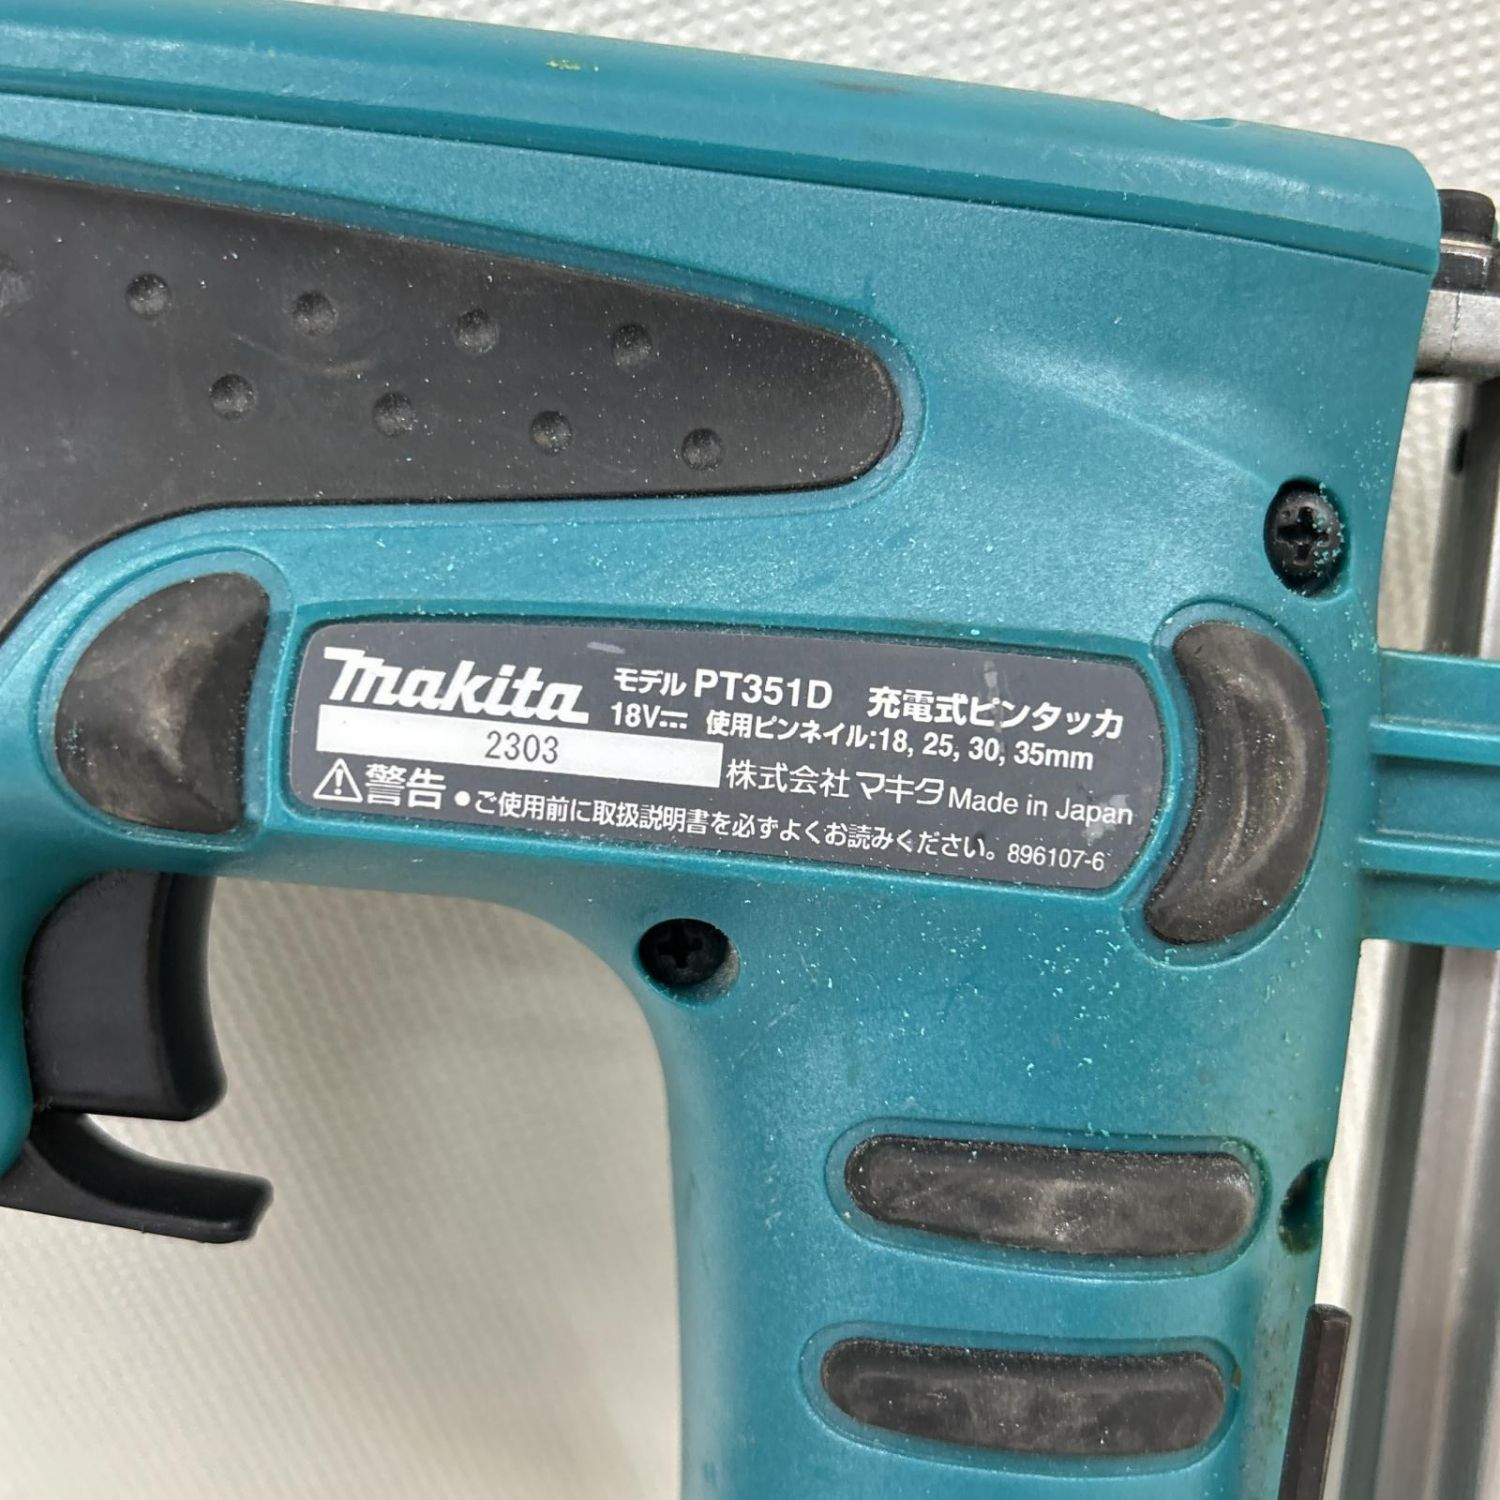 makita モデル PT351D 充電式ピンタッカ
18V⎓ 使用ピンネイル:18, 25, 30, 35mm
2303 株式会社マキタ Made in Japan
⚠警告 ●ご使用前に取扱説明書を必ずよくお読みください。 896107-6